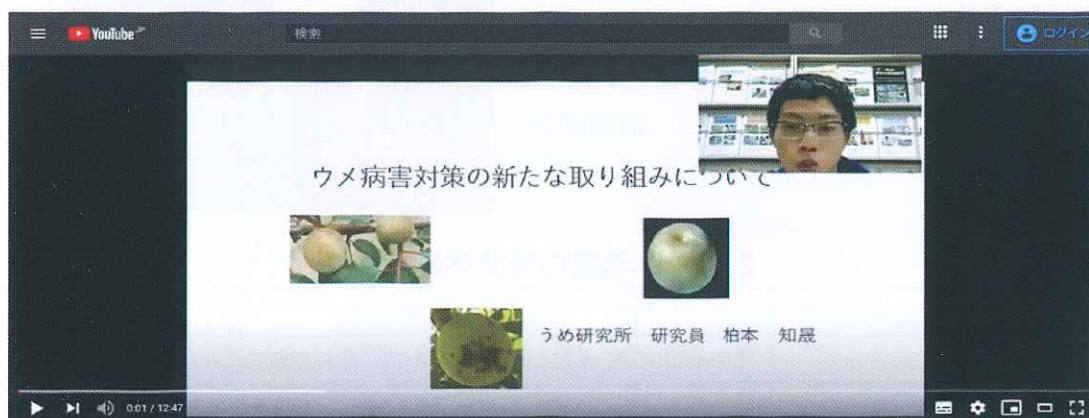 YouTube JP
検索
ログイン
ウメ病害対策の新たな取り組みについて
うめ研究所 研究員 柏本 知晟
0:01 / 12:47